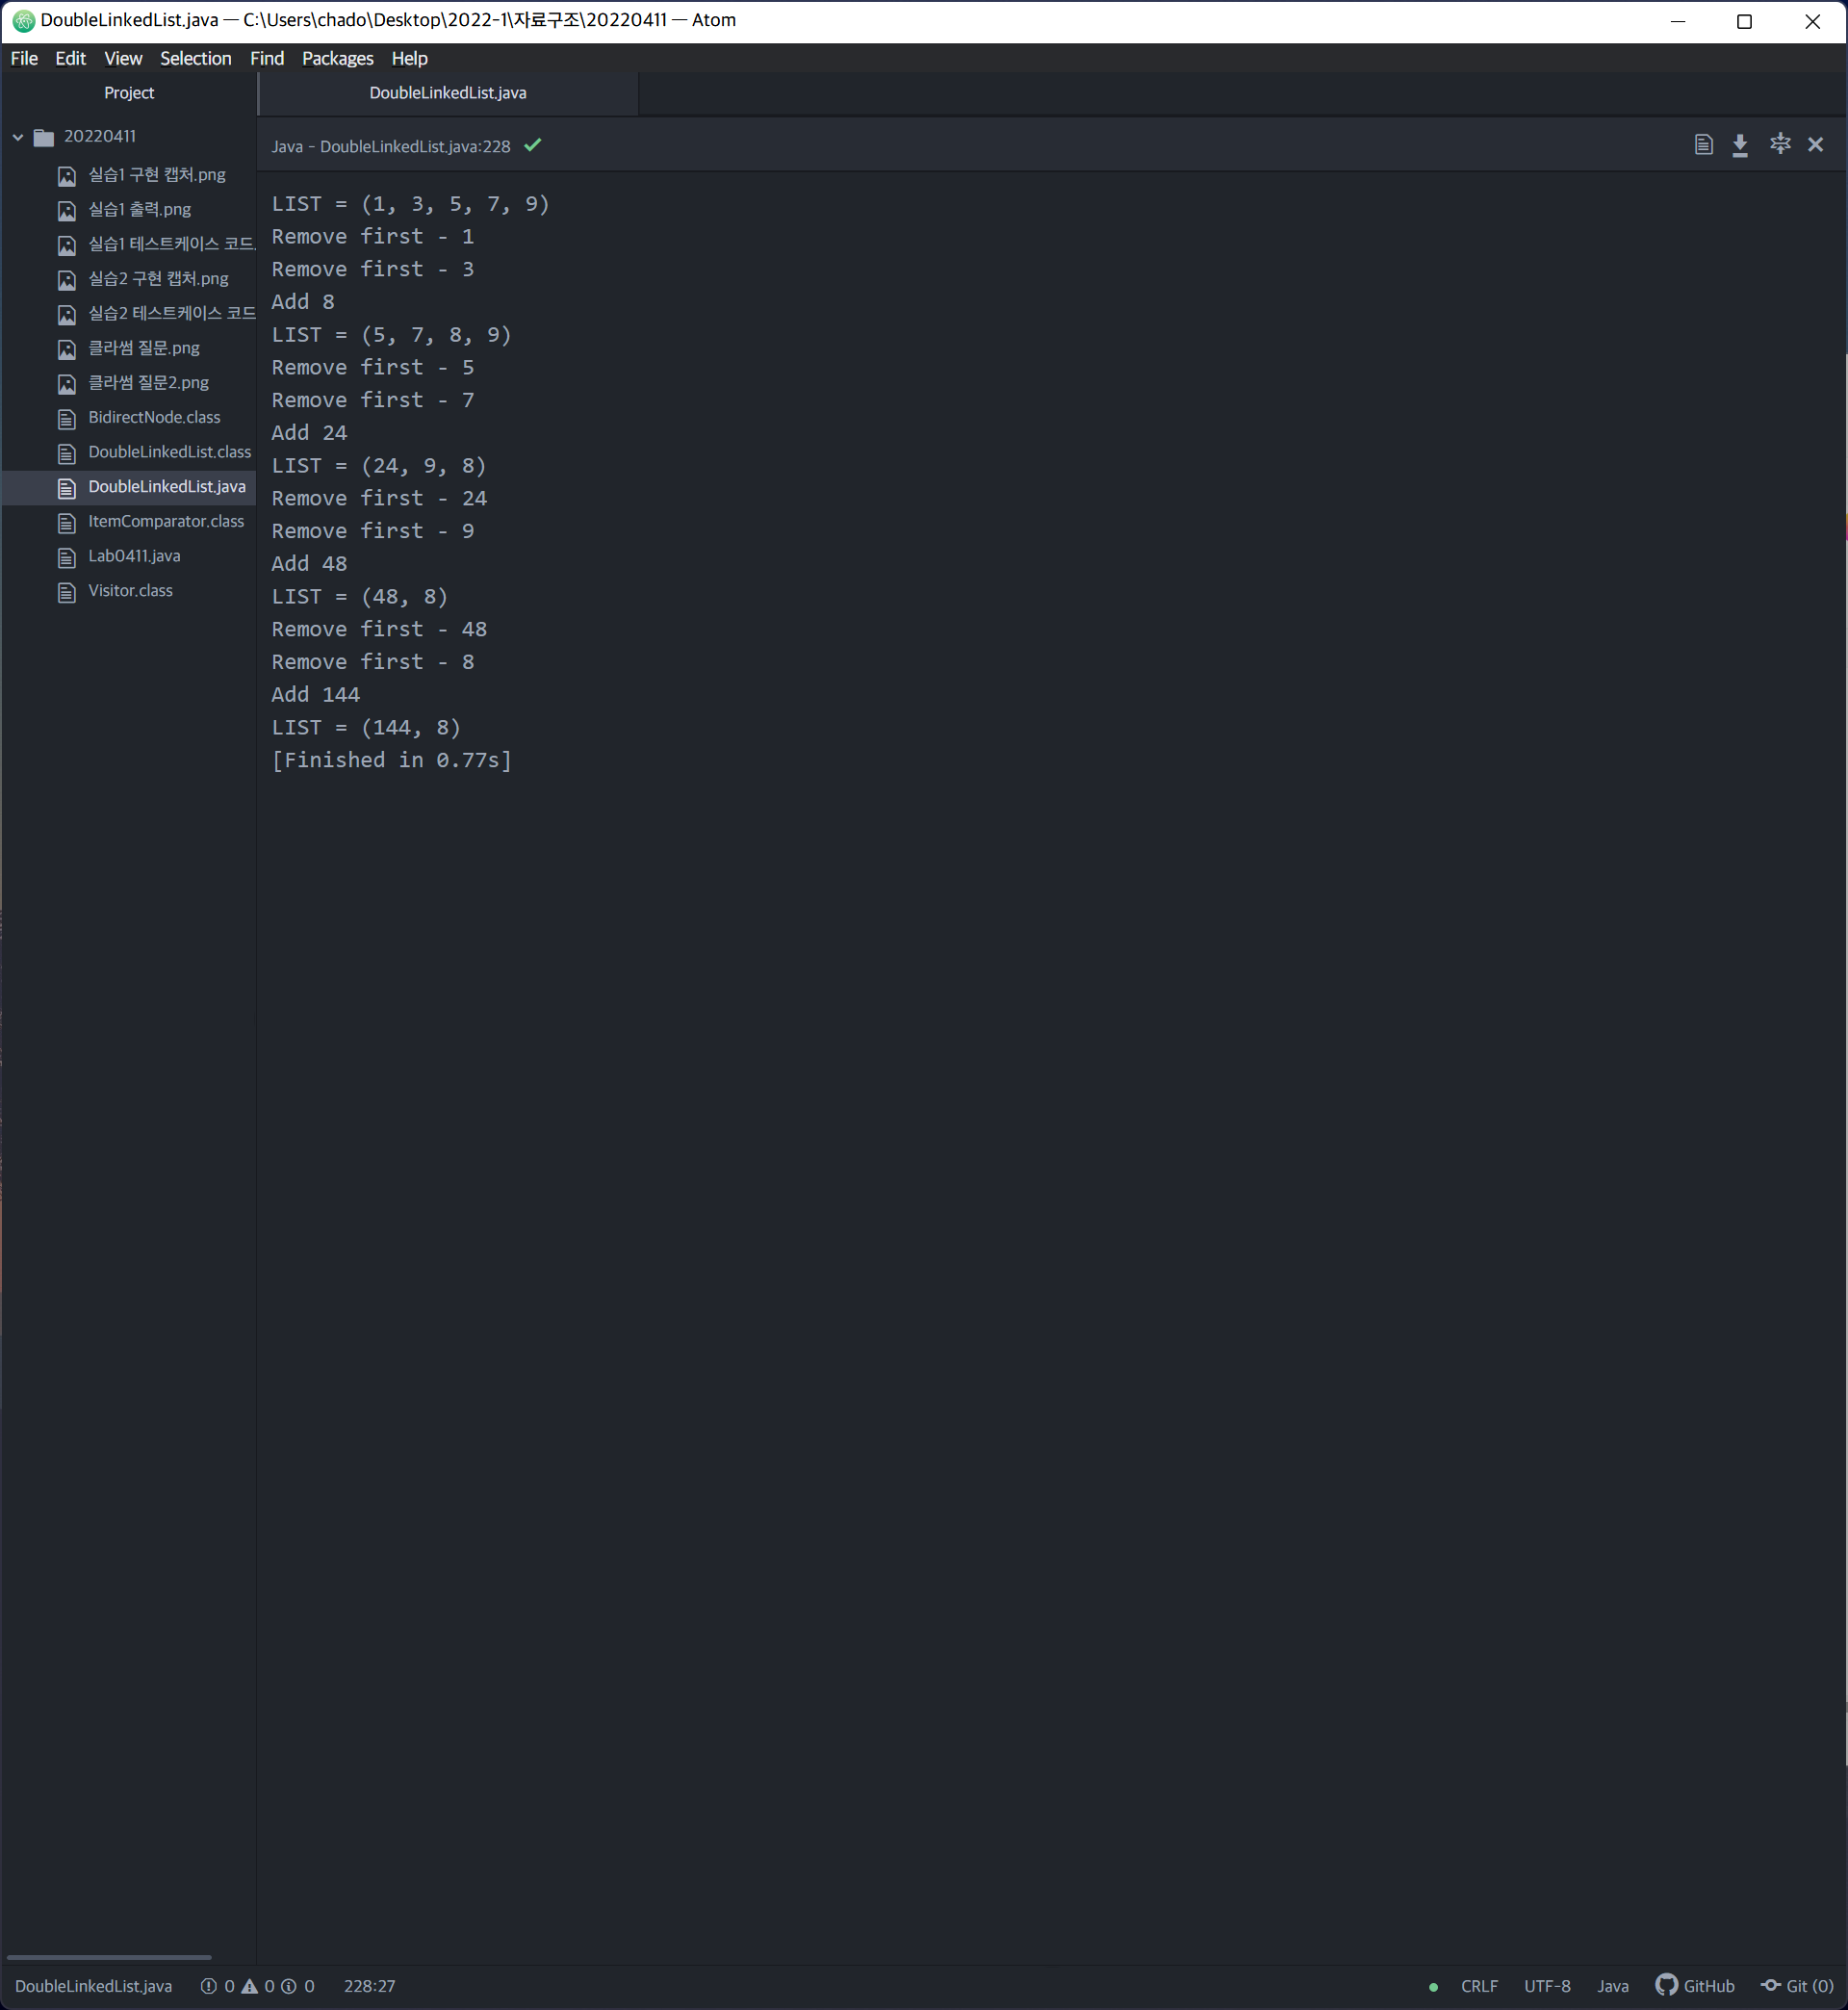 DoubleLinkedList.java — C:\Users\chado\Desktop\2022-1\자료구조\20220411 — Atom
File Edit View Selection Find Packages Help
Project
DoubleLinkedList.java
20220411
실습1 구현 캡처.png
실습1 출력.png
실습1 테스트케이스 코드.
실습2 구현 캡처.png
실습2 테스트케이스 코드
클라썸 질문.png
클라썸 질문2.png
BidirectNode.class
DoubleLinkedList.class
DoubleLinkedList.java
ItemComparator.class
Lab0411.java
Visitor.class
Java - DoubleLinkedList.java:228
LIST = (1, 3, 5, 7, 9)
Remove first - 1
Remove first - 3
Add 8
LIST = (5, 7, 8, 9)
Remove first - 5
Remove first - 7
Add 24
LIST = (24, 9, 8)
Remove first - 24
Remove first - 9
Add 48
LIST = (48, 8)
Remove first - 48
Remove first - 8
Add 144
LIST = (144, 8)
[Finished in 0.77s]
DoubleLinkedList.java 0 0 0 228:27 CRLF UTF-8 Java GitHub Git (0)